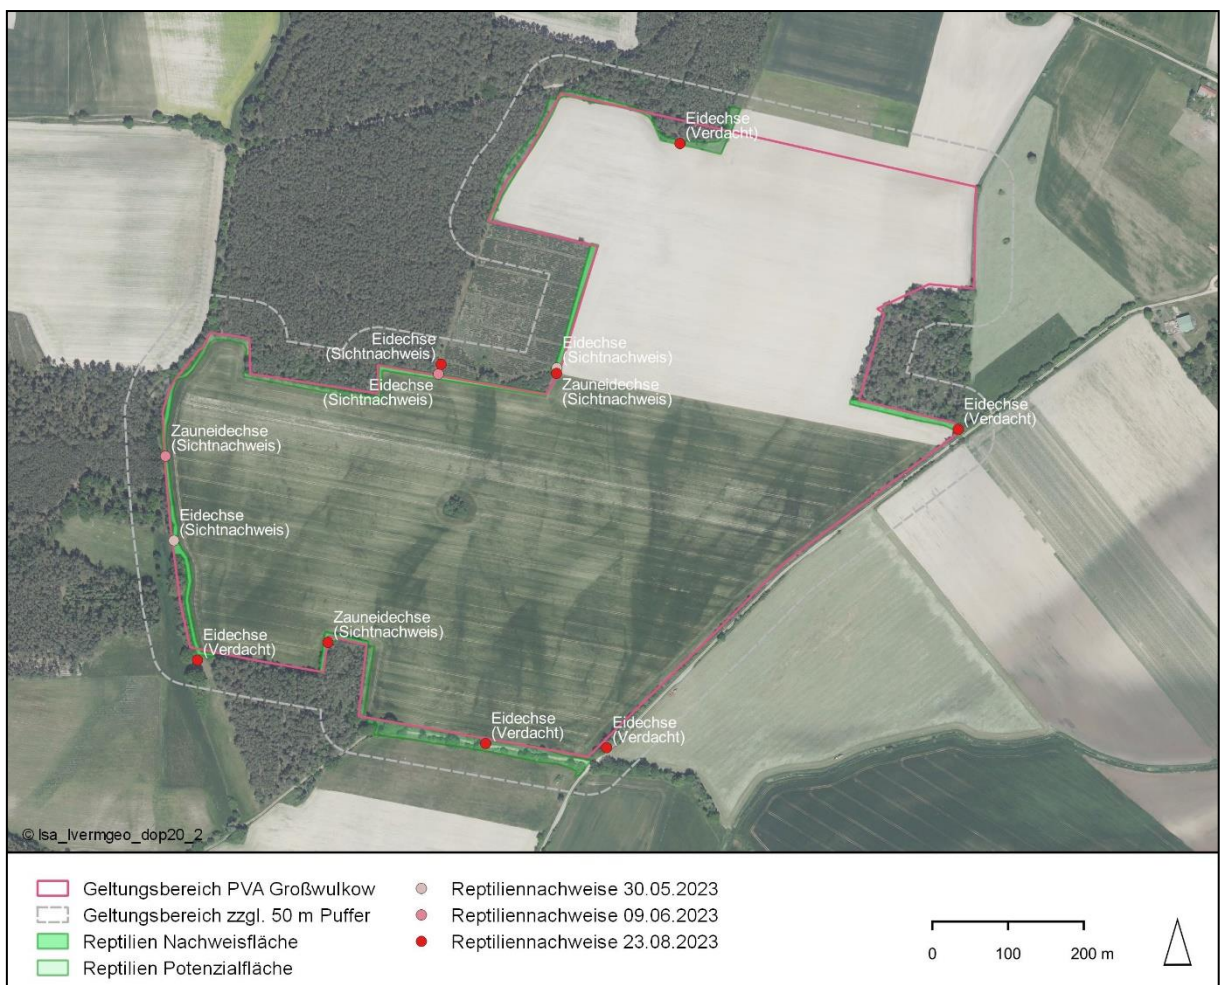 Eidechse
(Verdacht)
Eidechse
(Sichtnachweis)
Eidechse
(Sichtnachweis)
Eidechse
(Sichtnachweis)
Zauneidechse
(Sichtnachweis)
Eidechse
(Verdacht)
Zauneidechse
(Sichtnachweis)
Eidechse
(Sichtnachweis)
Zauneidechse
(Sichtnachweis)
Eidechse
(Verdacht)
Eidechse
(Verdacht)
Eidechse
(Verdacht)
© lsa_lvermgeo_dop20_2
Geltungsbereich PVA Großwulkow
Geltungsbereich zzgl. 50 m Puffer
Reptilien Nachweisfläche
Reptilien Potenzialfläche
Reptiliennachweise 30.05.2023
Reptiliennachweise 09.06.2023
Reptiliennachweise 23.08.2023
0 100 200 m